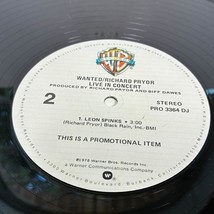 WANTED/RICHARD PRYOR
LIVE IN CONCERT
PRODUCED BY RICHARD PRYOR AND BIFF DAWES
2
STEREO
PRO 3364 DJ
1. LEON SPINKS • 3:00
(Richard Pryor) Black Rain, Inc.-BMI
THIS IS A PROMOTIONAL ITEM
©1978 Warner Bros. Records Inc.
a Warner Communications Company